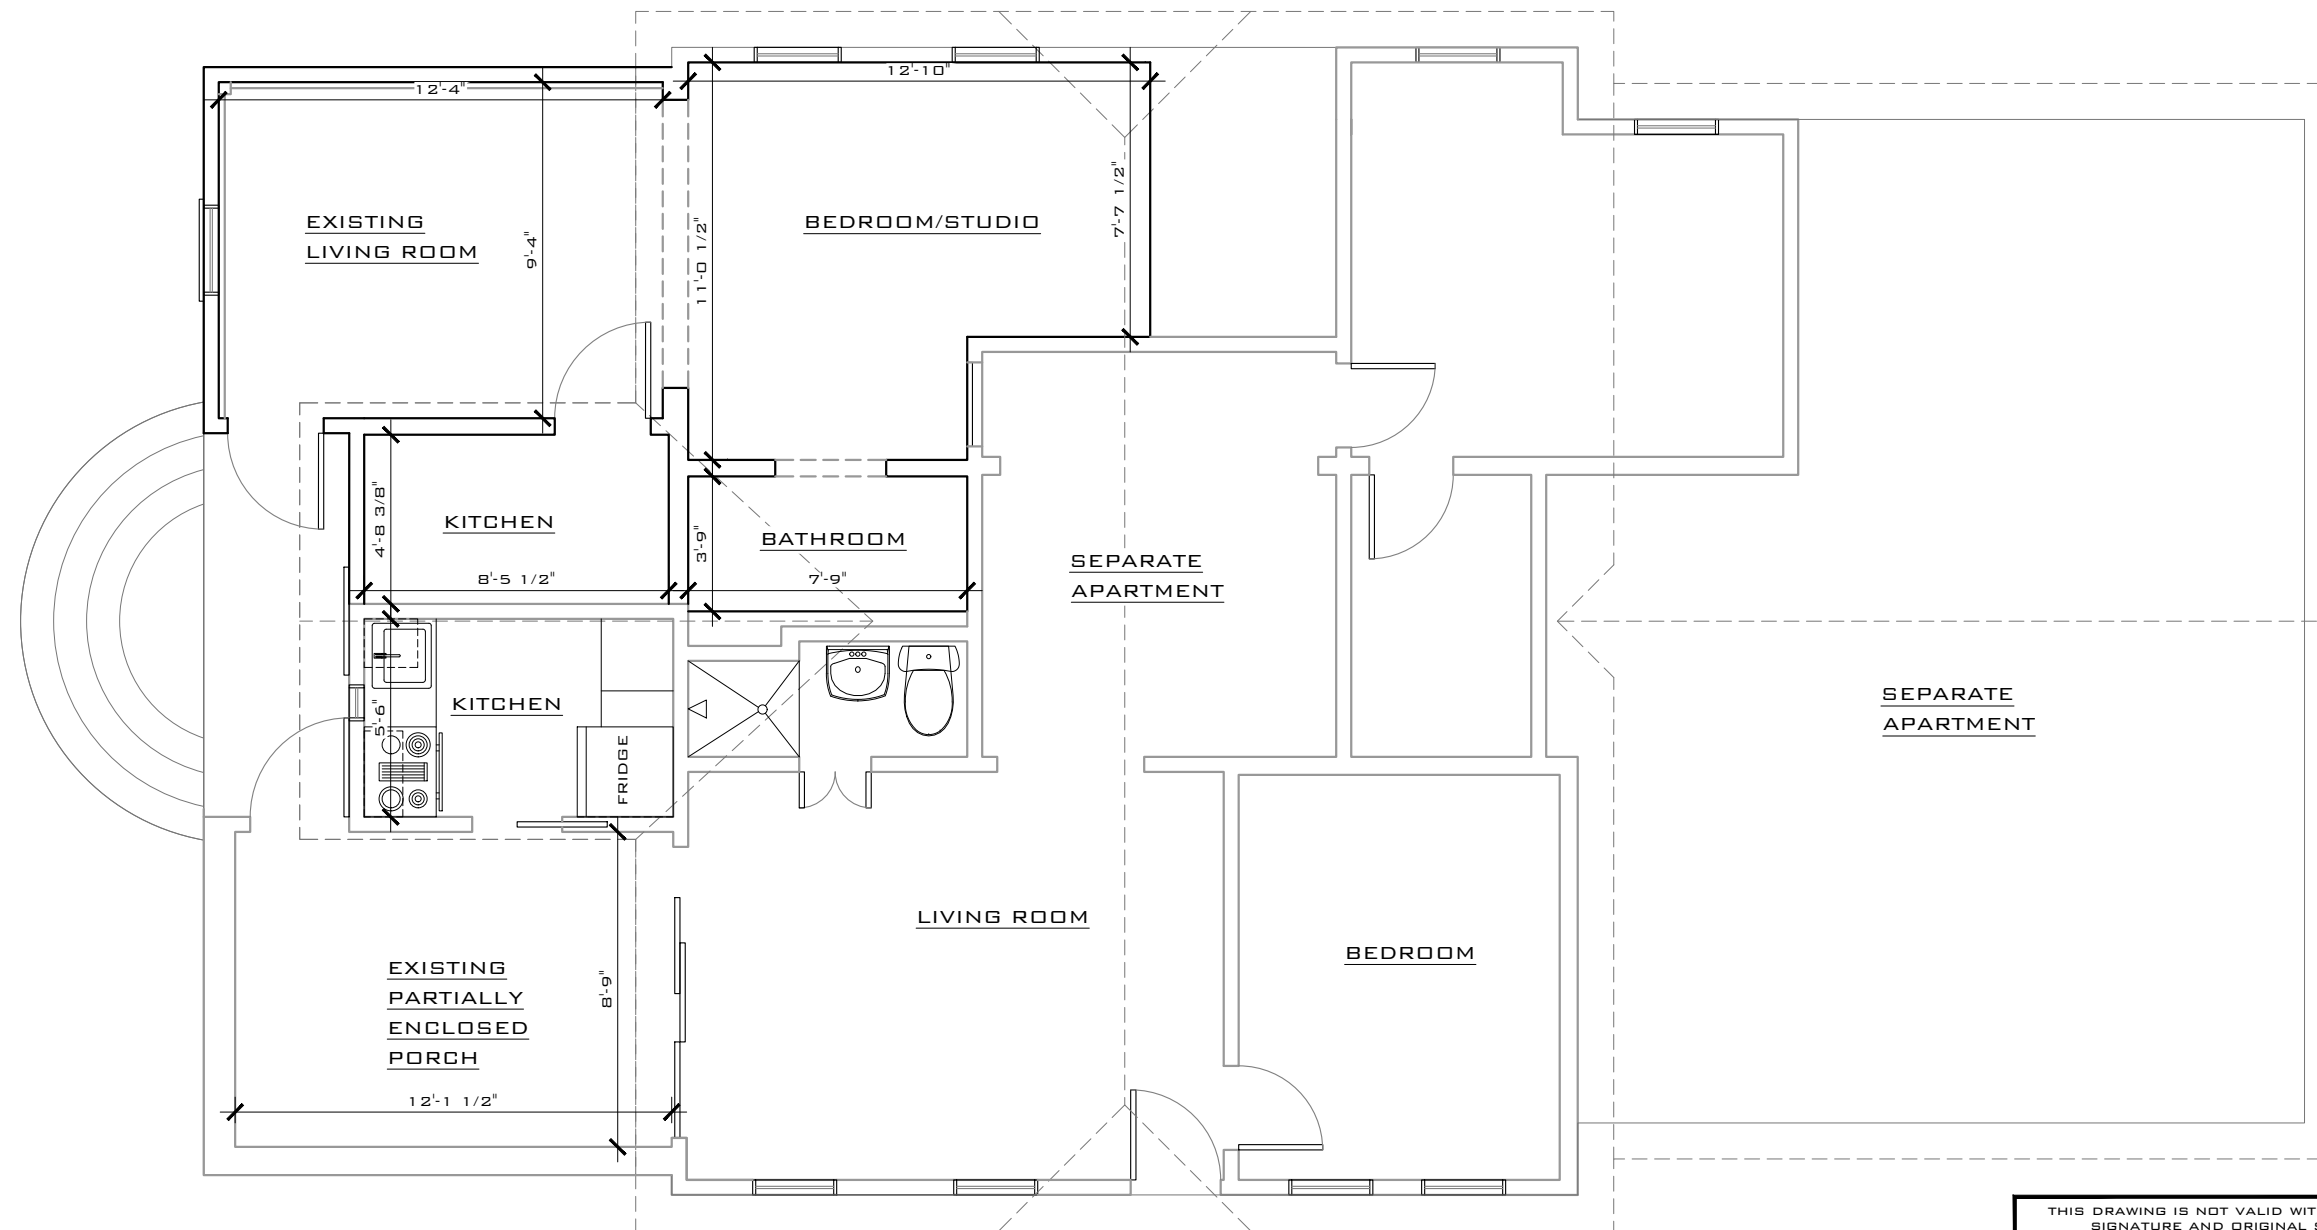 12'-4"
12'-10"
EXISTING
LIVING ROOM
9'-4"
11'-0 1/2"
BEDROOM/STUDIO
7'-7 1/2"
4'-8 3/8"
KITCHEN
8'-5 1/2"
3'-9"
BATHROOM
7'-9"
SEPARATE
APARTMENT
5'-6"
KITCHEN
FRIDGE
SEPARATE
APARTMENT
LIVING ROOM
BEDROOM
EXISTING
PARTIALLY
ENCLOSED
PORCH
8'-9"
12'-1 1/2"
THIS DRAWING IS NOT VALID WIT
SIGNATURE AND ORIGINAL S